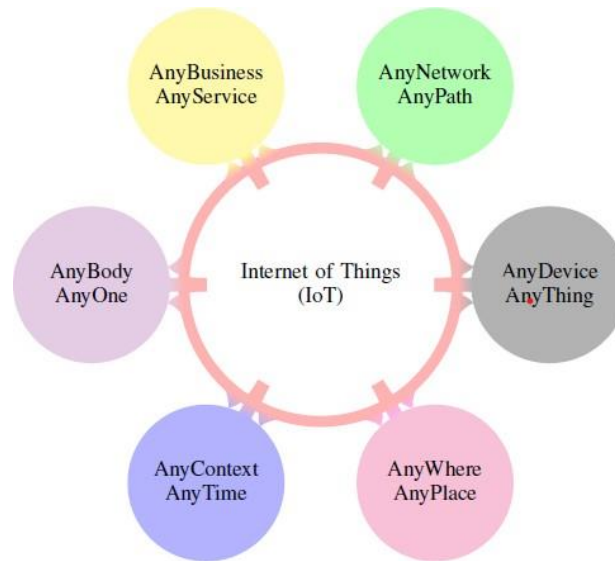 AnyBusiness
AnyService
AnyNetwork
AnyPath
AnyBody
AnyOne
Internet of Things
(IoT)
AnyDevice
AnyThing
AnyContext
AnyTime
AnyWhere
AnyPlace